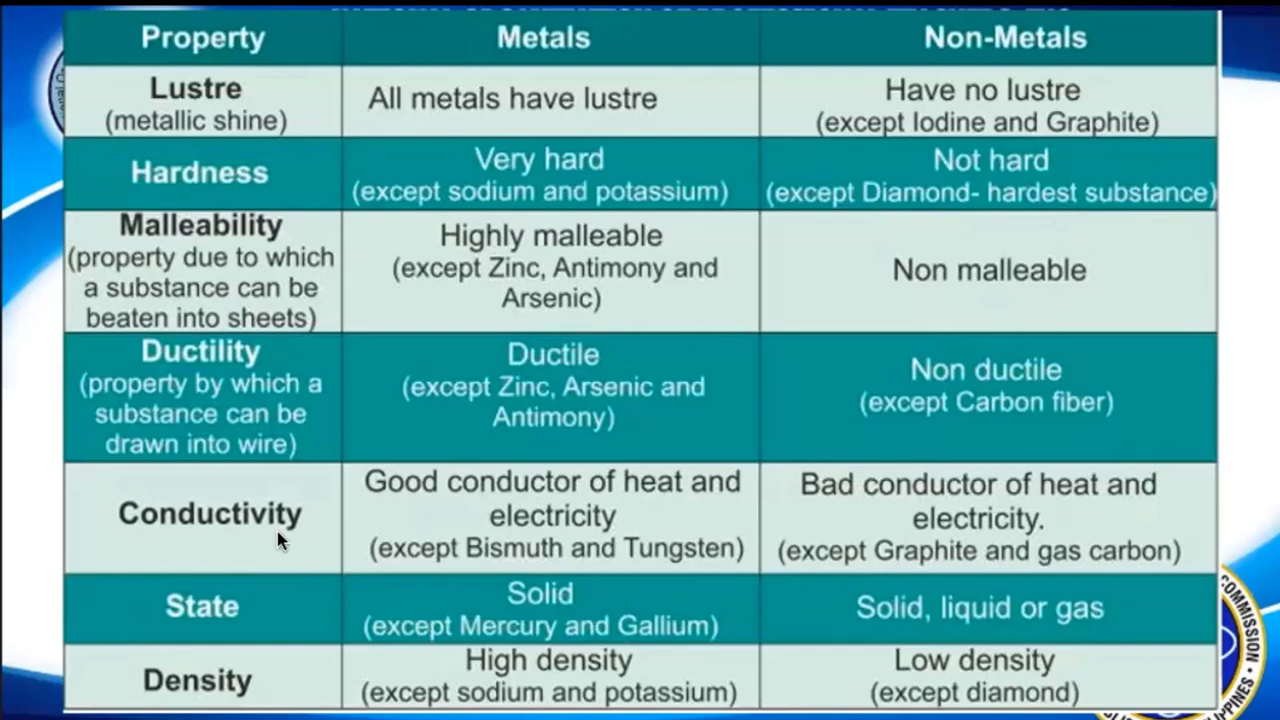 Property Metals Non-Metals
Lustre
(metallic shine)
All metals have lustre
Have no lustre
(except Iodine and Graphite)
Hardness
Very hard
(except sodium and potassium)
Not hard
(except Diamond- hardest substance)
Malleability
(property due to which
a substance can be
beaten into sheets)
Highly malleable
(except Zinc, Antimony and
Arsenic)
Non malleable
Ductility
(property by which a
substance can be
drawn into wire)
Ductile
(except Zinc, Arsenic and
Antimony)
Non ductile
(except Carbon fiber)
Conductivity
Good conductor of heat and
electricity
(except Bismuth and Tungsten)
Bad conductor of heat and
electricity.
(except Graphite and gas carbon)
State
Solid
(except Mercury and Gallium)
Solid, liquid or gas
Density
High density
(except sodium and potassium)
Low density
(except diamond)
COMMISSION